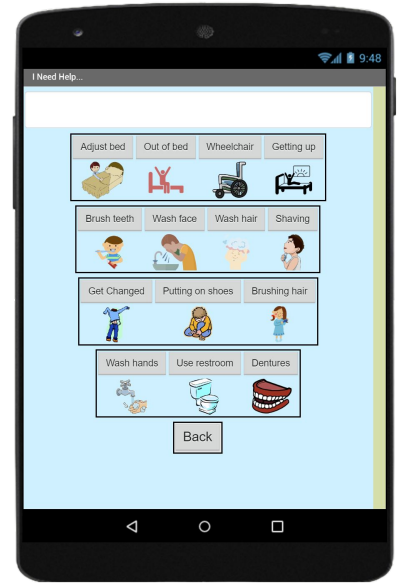 9:48
I Need Help...
Adjust bed Out of bed Wheelchair Getting up
Brush teeth Wash face Wash hair Shaving
Get Changed Putting on shoes Brushing hair
Wash hands Use restroom Dentures
Back